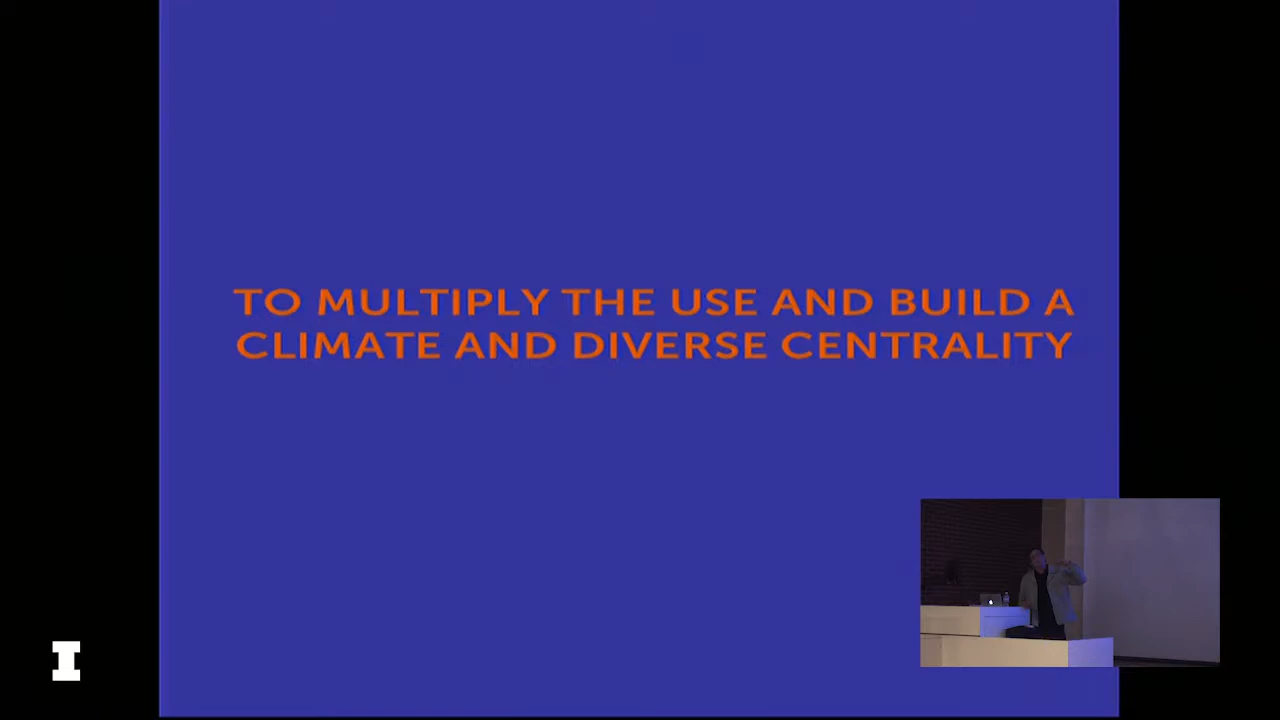 TO MULTIPLY THE USE AND BUILD A
CLIMATE AND DIVERSE CENTRALITY
I